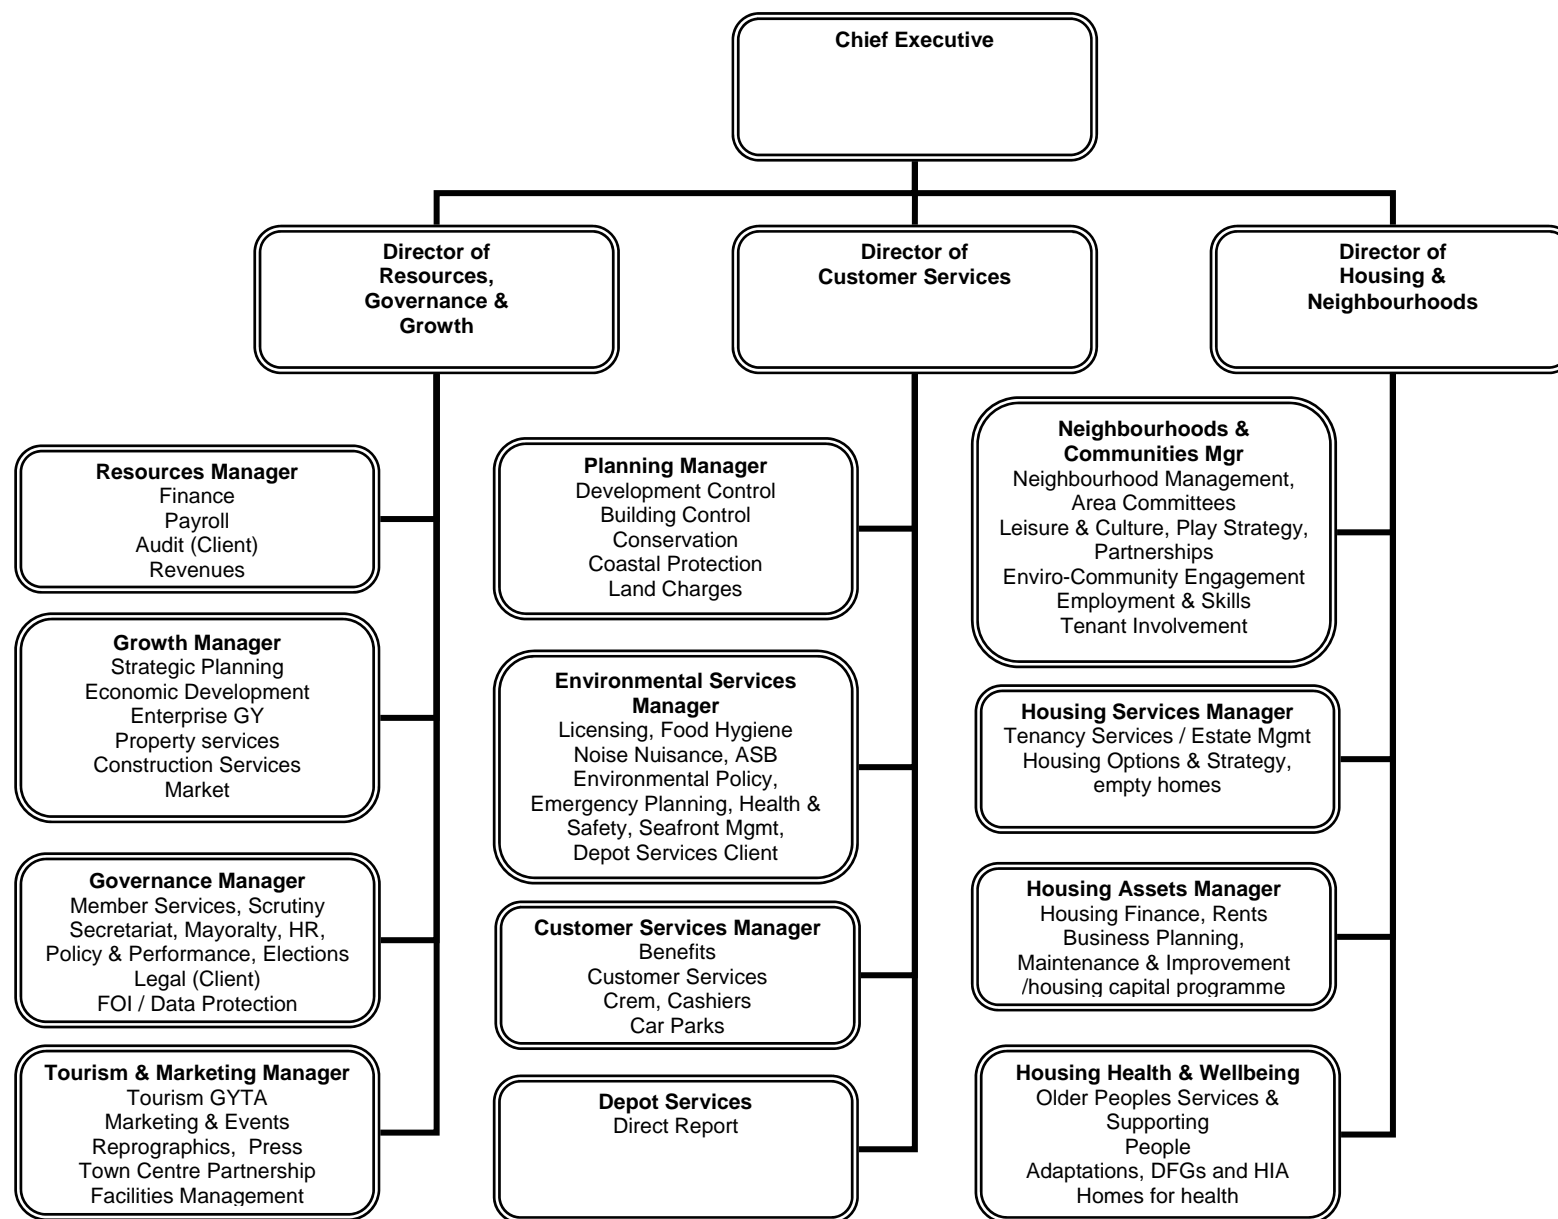 Chief Executive
Director of
Resources,
Governance &
Growth
Director of
Customer Services
Director of
Housing &
Neighbourhoods
Resources Manager
Finance
Payroll
Audit (Client)
Revenues
Growth Manager
Strategic Planning
Economic Development
Enterprise GY
Property services
Construction Services
Market
Governance Manager
Member Services, Scrutiny
Secretariat, Mayoralty, HR,
Policy & Performance, Elections
Legal (Client)
FOI / Data Protection
Tourism & Marketing Manager
Tourism GYTA
Marketing & Events
Reprographics,  Press
Town Centre Partnership
Facilities Management
Planning Manager
Development Control
Building Control
Conservation
Coastal Protection
Land Charges
Environmental Services
Manager
Licensing, Food Hygiene
Noise Nuisance, ASB
Environmental Policy,
Emergency Planning, Health &
Safety, Seafront Mgmt,
Depot Services Client
Customer Services Manager
Benefits
Customer Services
Crem, Cashiers
Car Parks
Depot Services
Direct Report
Neighbourhoods &
Communities Mgr
Neighbourhood Management,
Area Committees
Leisure & Culture, Play Strategy,
Partnerships
Enviro-Community Engagement
Employment & Skills
Tenant Involvement
Housing Services Manager
Tenancy Services / Estate Mgmt
Housing Options & Strategy,
empty homes
Housing Assets Manager
Housing Finance, Rents
Business Planning,
Maintenance & Improvement
/housing capital programme
Housing Health & Wellbeing
Older Peoples Services &
Supporting
People
Adaptations, DFGs and HIA
Homes for health